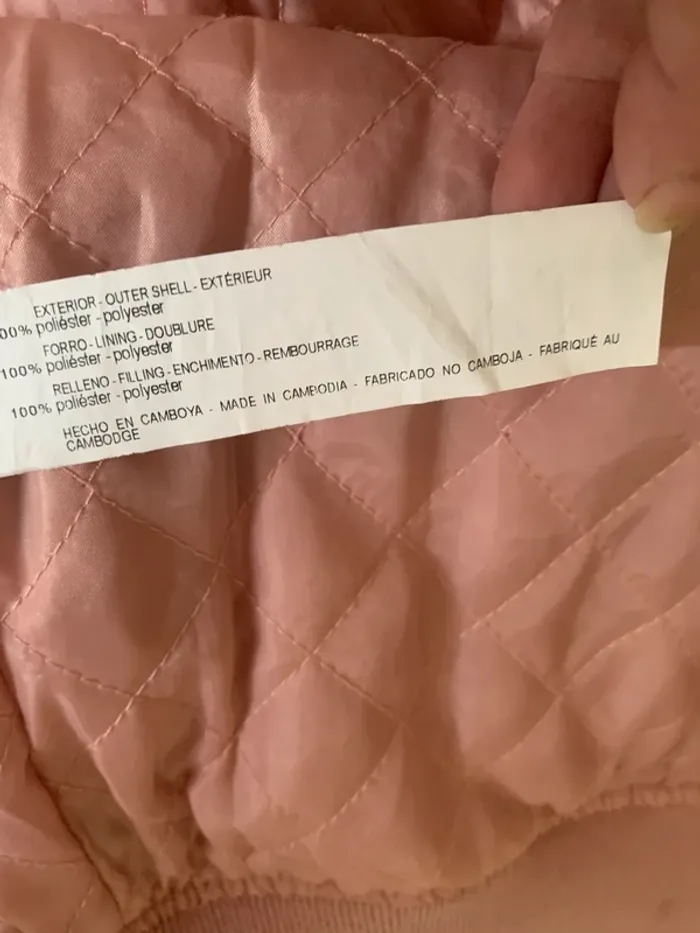 EXTERIOR - OUTER SHELL - EXTÉRIEUR
00% poliéster - polyester
FORRO - LINING - DOUBLURE
100% poliéster - polyester
RELLENO - FILLING - ENCHIMENTO - REMBOURRAGE
100% poliéster - polyester
HECHO EN CAMBOYA - MADE IN CAMBODIA - FABRICADO NO CAMBOJA - FABRIQUÉ AU
CAMBODGE